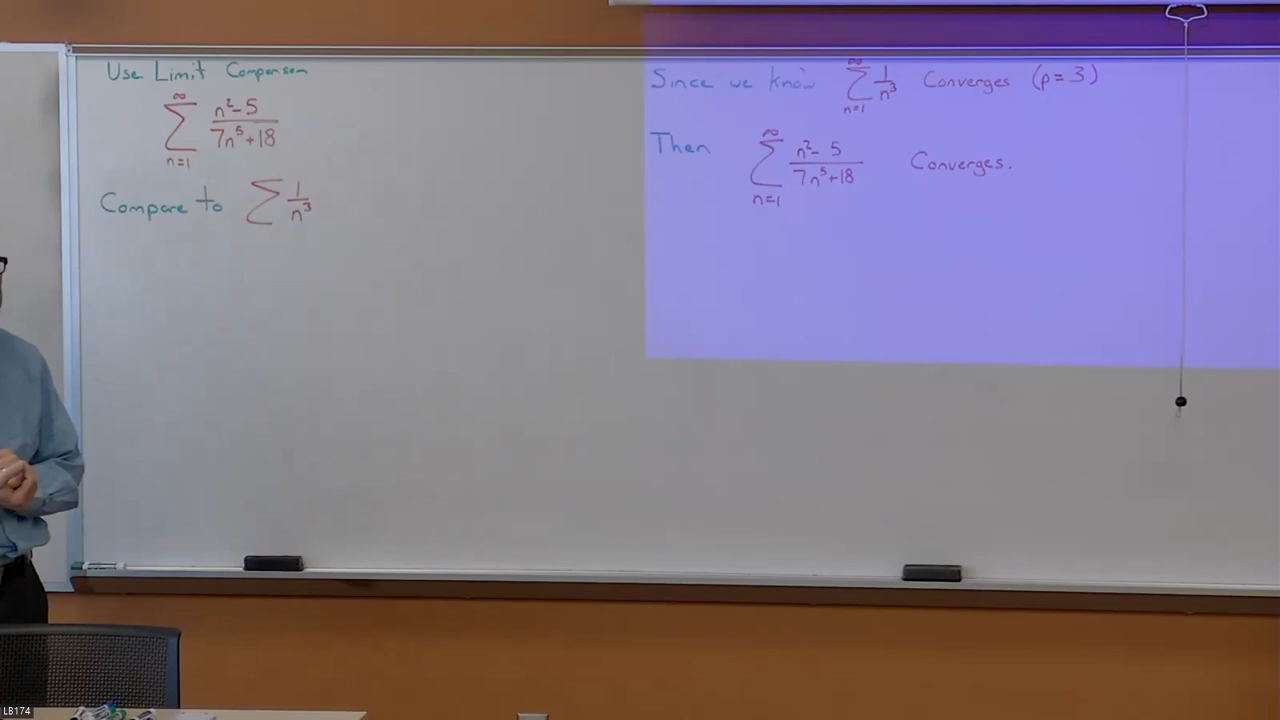 Use Limit Comparison
∞
∑ n²-5 / 7n⁵+18
n=1
Compare to ∑ 1/n³
Since we know ∞∑n=1 1/n³ Converges (p=3)
Then ∞∑n=1 n²-5 / 7n⁵+18 Converges.
LB174